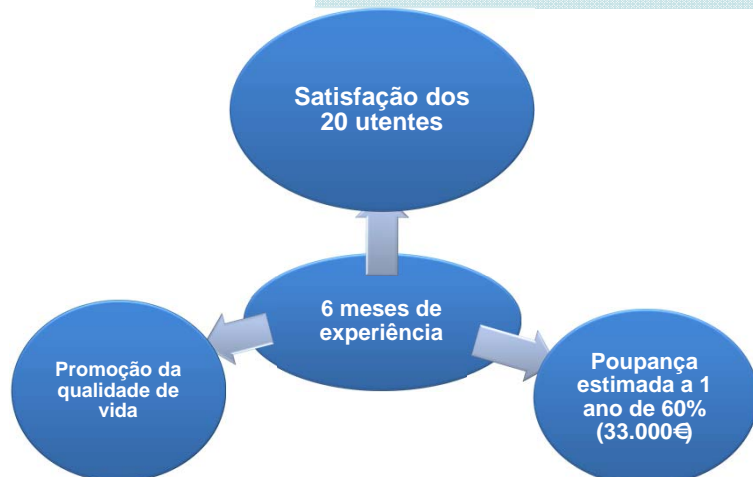 Satisfação dos
20 utentes
6 meses de
experiência
Promoção da
qualidade de
vida
Poupança
estimada a 1
ano de 60%
(33.000€)